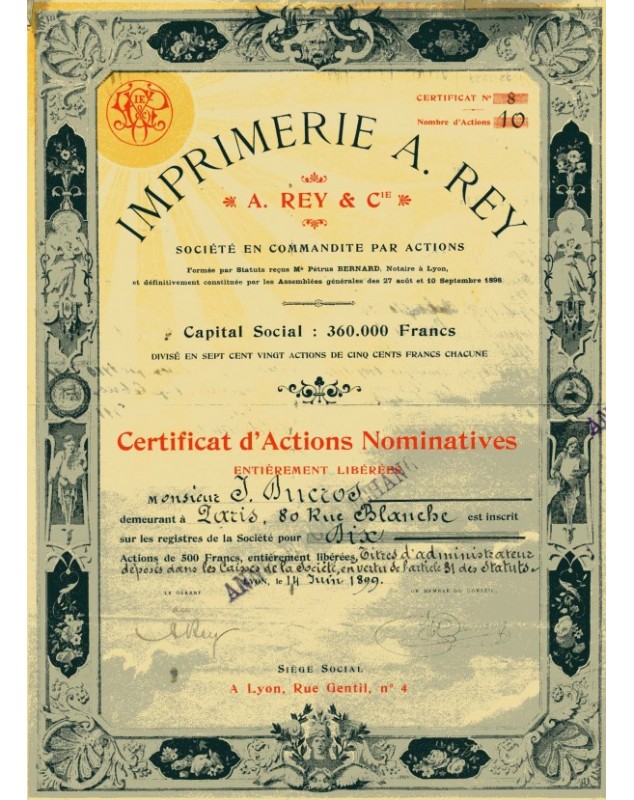 CERTIFICAT Nº 8
Nombre d'Actions 10
IMPRIMERIE A. REY
A. REY & CIE
SOCIÉTÉ EN COMMANDITE PAR ACTIONS
Formée par Statuts reçus Me Pétrus BERNARD, Notaire à Lyon,
et définitivement constituée par les Assemblées générales des 27 août et 10 Septembre 1898
Capital Social : 360.000 Francs
DIVISÉ EN SEPT CENT VINGT ACTIONS DE CINQ CENTS FRANCS CHACUNE
Certificat d'Actions Nominatives
ENTIÈREMENT LIBÉRÉES
Monsieur J. Ducros
demeurant à Paris, 80 Rue Blanche est inscrit
sur les registres de la Société pour Dix
Actions de 500 Francs, entièrement libérées, Titres d'administrateur
déposés dans les Caisses de la Société, en vertu de l'article 31 des Statuts.
LYON, le 14 Juin 1899.
LE GÉRANT
UN MEMBRE DU CONSEIL
A Rey
SIÈGE SOCIAL
A Lyon, Rue Gentil, nº 4